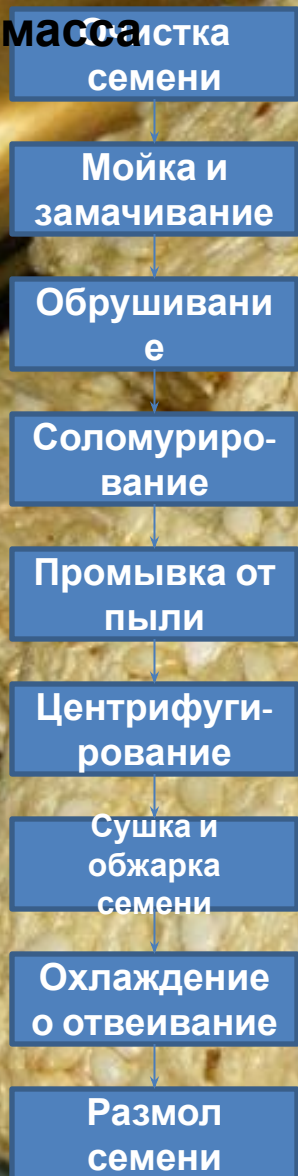 масса
Очистка
семени
Мойка и
замачивание
Обрушивани
е
Соломуриро-
вание
Промывка от
пыли
Центрифуги-
рование
Сушка и
обжарка
семени
Охлаждение
о отвеивание
Размол
семени